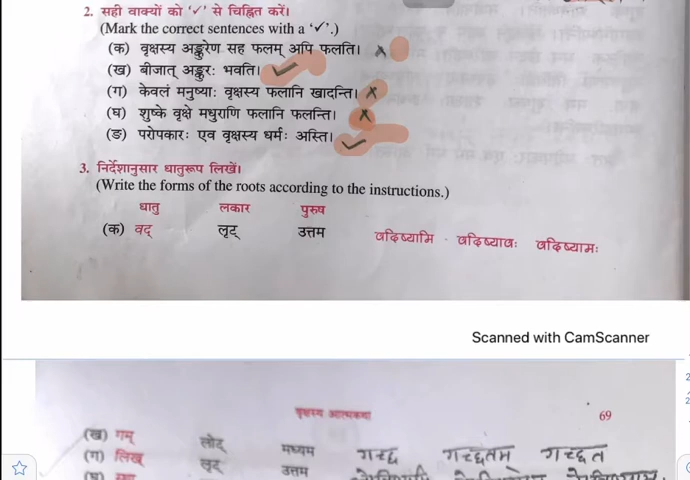 2. सही वाक्यों को '✓' से चिह्नित करें।
(Mark the correct sentences with a '✓'.)
(क) वृक्षस्य अङ्कुरेण सह फलम् अपि फलति। ×
(ख) बीजात् अङ्कुरः भवति। ✓
(ग) केवलं मनुष्याः वृक्षस्य फलानि खादन्ति। ×
(घ) शुष्के वृक्षे मधुराणि फलानि फलन्ति। ×
(ङ) परोपकारः एव वृक्षस्य धर्मः अस्ति। ✓
3. निर्देशानुसार धातुरूप लिखें।
(Write the forms of the roots according to the instructions.)
धातु लकार पुरुष
(क) वद् लृट् उत्तम वदिष्यामि - वदिष्यावः वदिष्यामः
Scanned with CamScanner
वृक्षस्य आत्मकथा 69
(ख) गम् लोट् मध्यम गच्छ गच्छतम् गच्छत
(ग) लिख् लृट् उत्तम